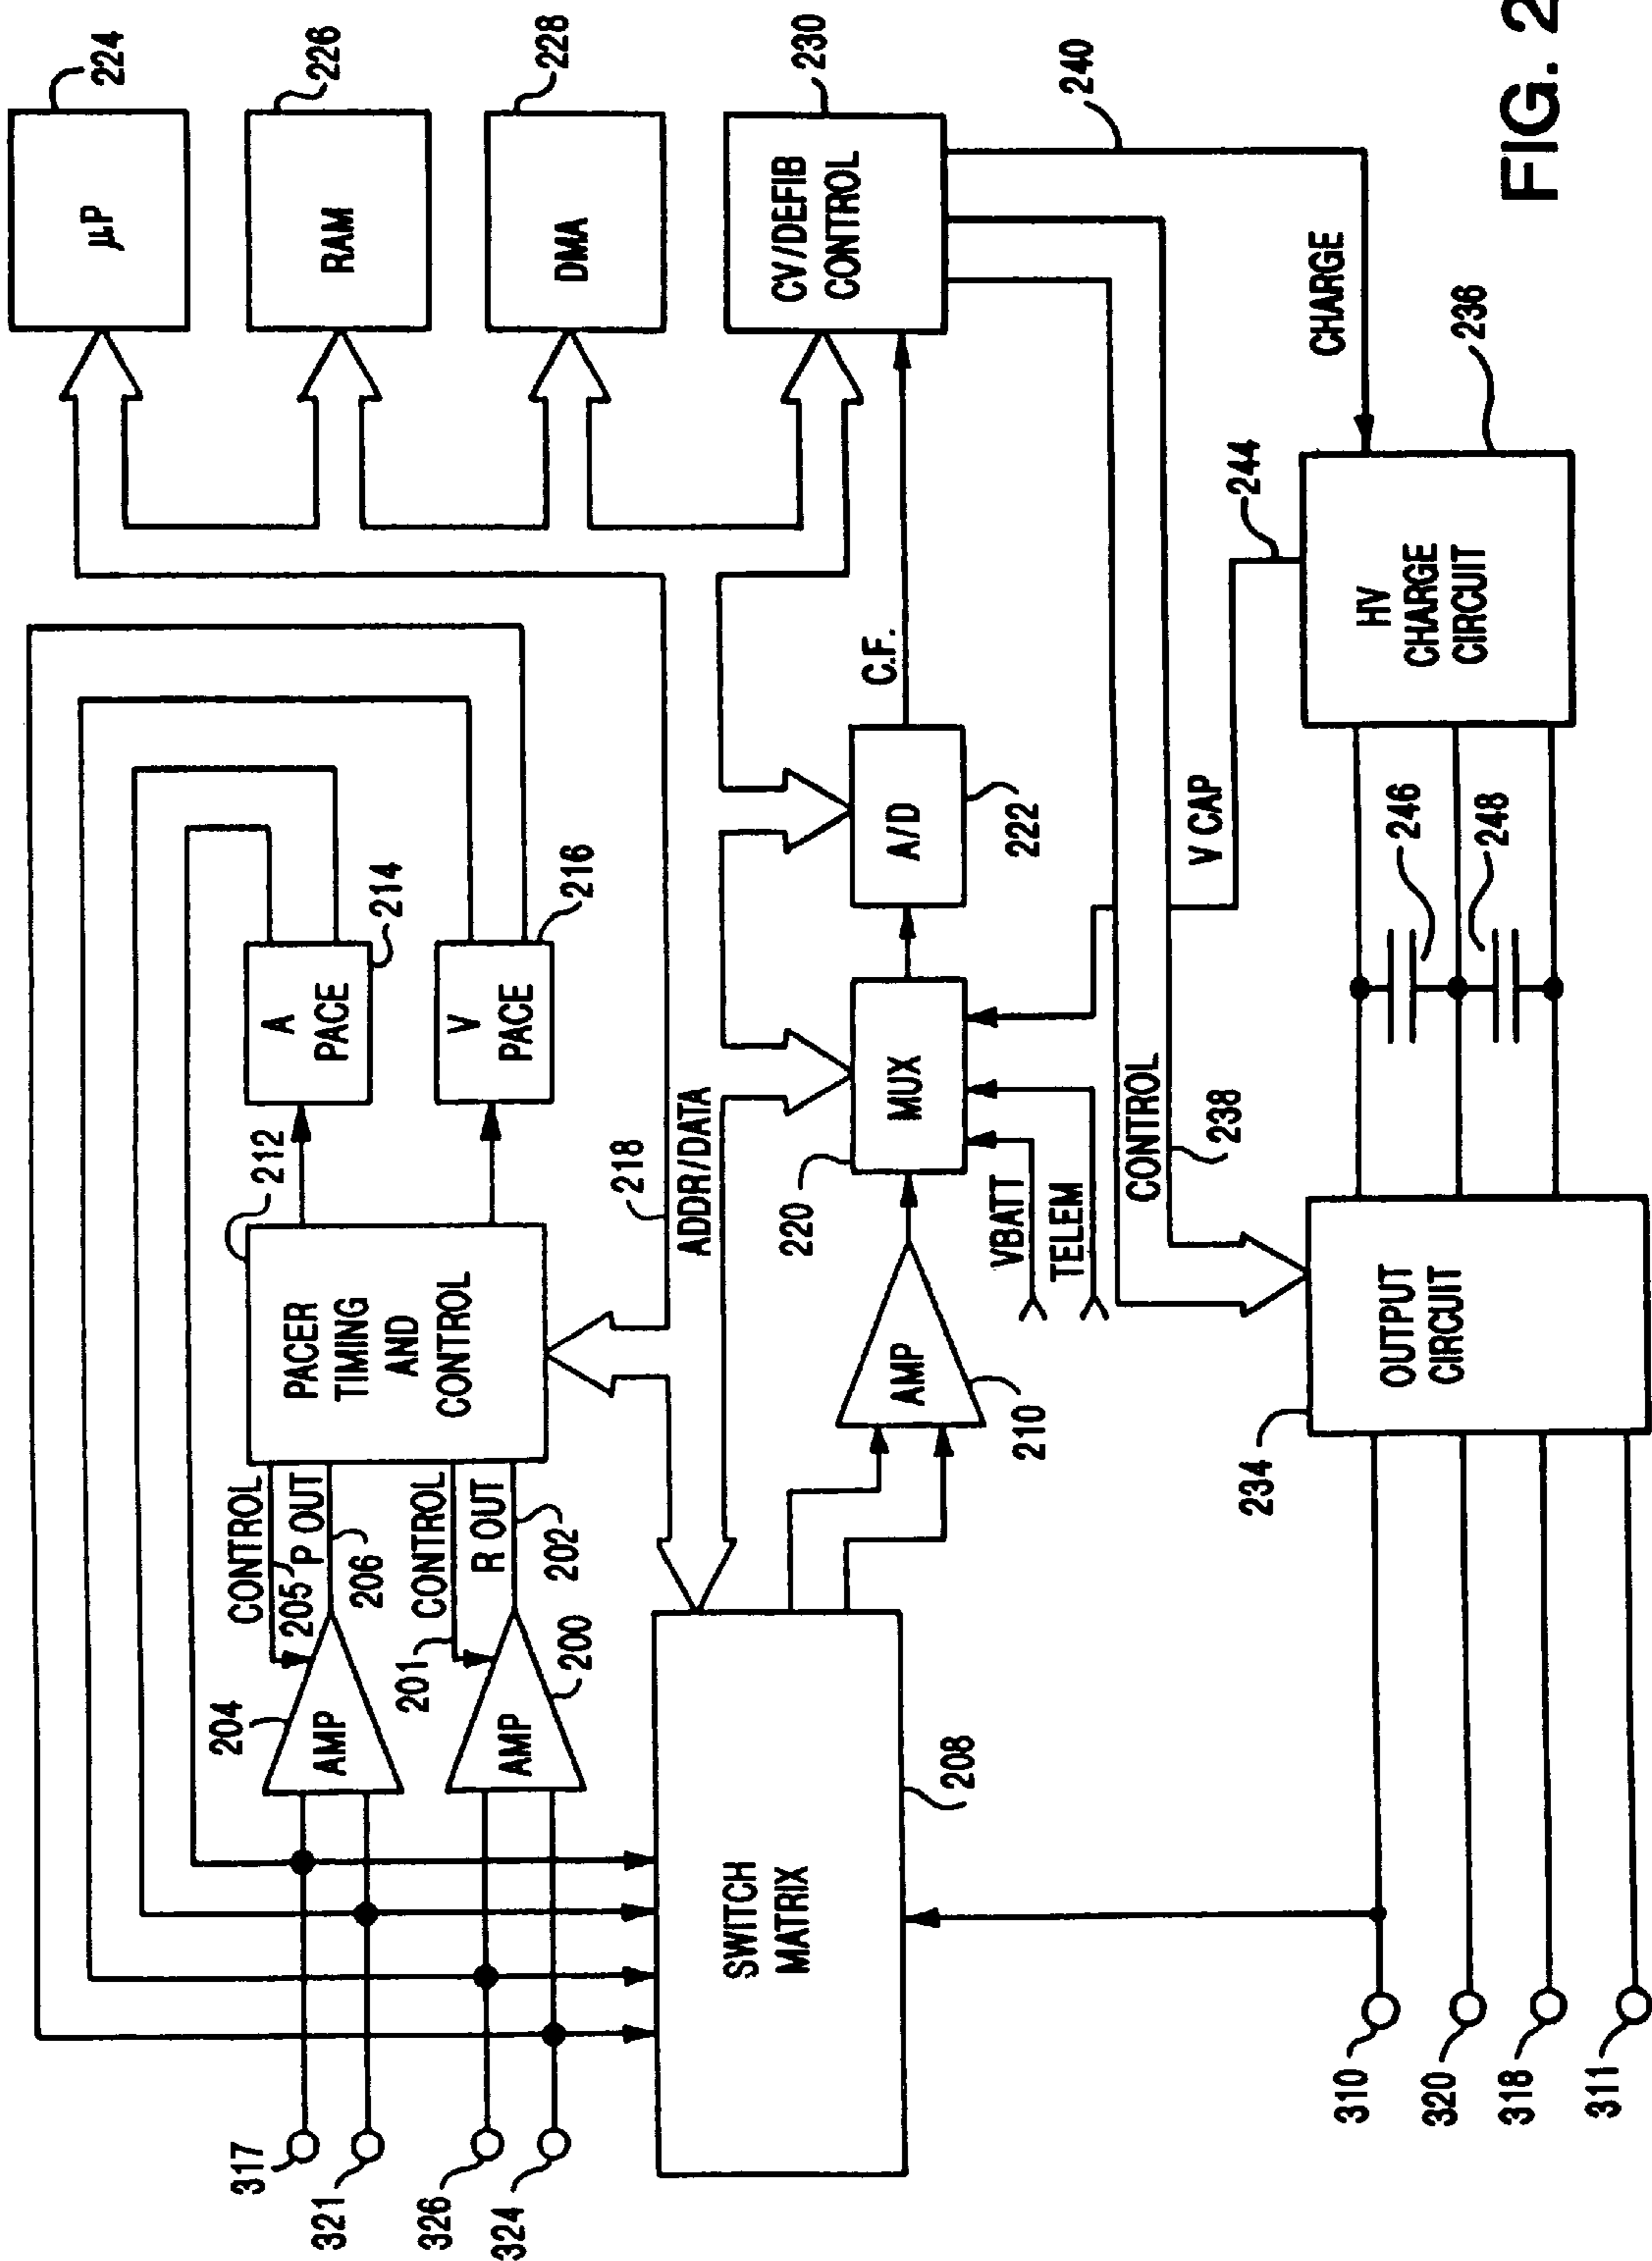 317
321
326
324
204
AMP
CONTROL
205
P OUT
206
201
AMP
200
CONTROL
R OUT
202
212
PACER
TIMING
AND
CONTROL
A
PACE
214
V
PACE
216
224
μP
226
RAM
228
DMA
230
CV/DEFIB
CONTROL
218
ADDR/DATA
SWITCH
MATRIX
208
AMP
210
220
MUX
VBATT
TELEM
A/D
222
C.F.
CONTROL
238
V CAP
244
240
CHARGE
310
320
318
311
234
OUTPUT
CIRCUIT
246
248
HV
CHARGE
CIRCUIT
236
FIG. 2